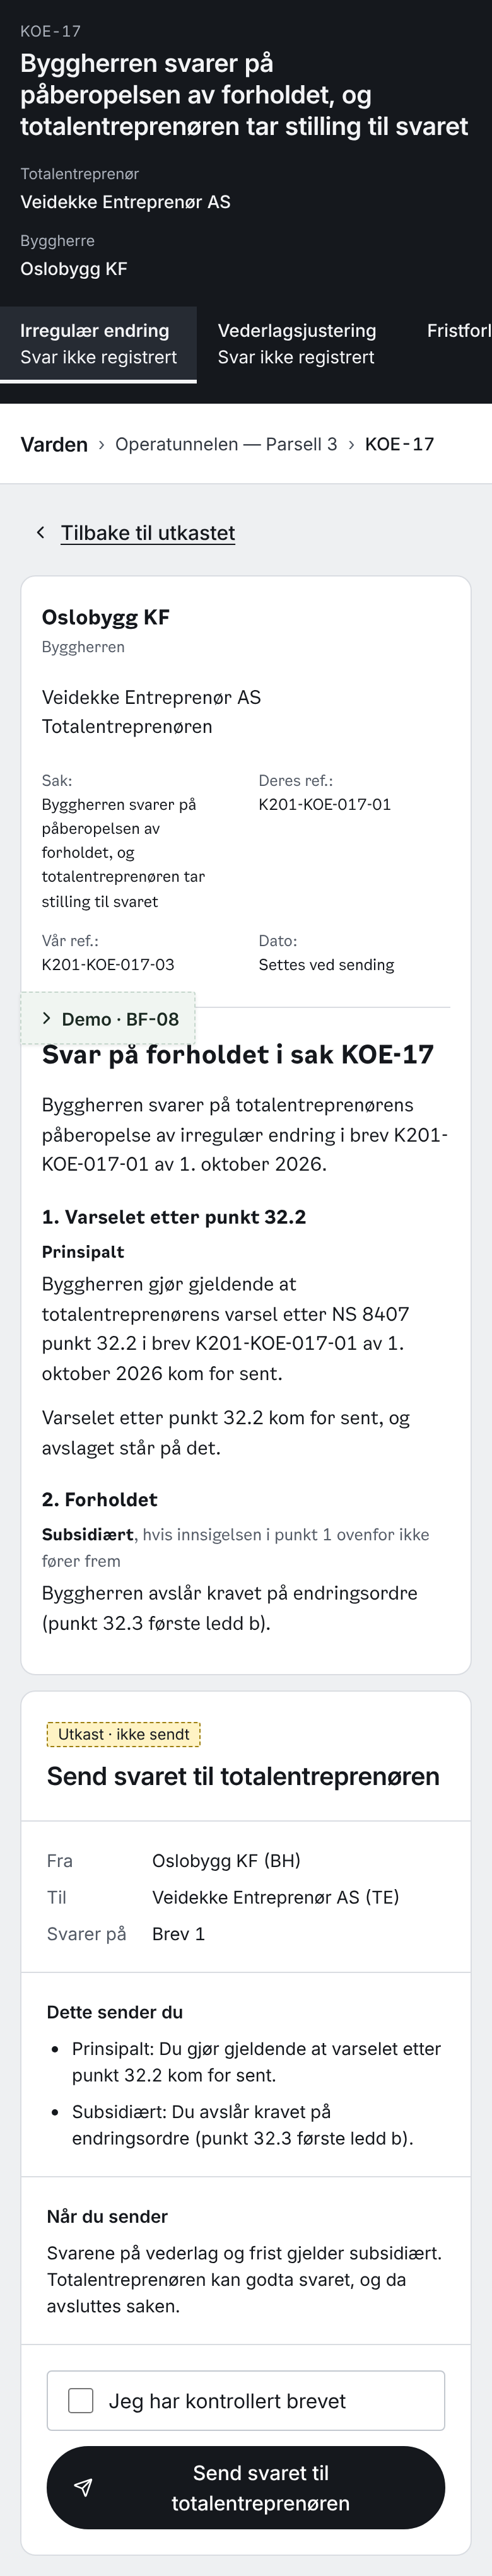 KOE-17
Byggherren svarer på
påberopelsen av forholdet, og
totalentreprenøren tar stilling til svaret
Totalentreprenør
Veidekke Entreprenør AS
Byggherre
Oslobygg KF
Irregulær endring
Svar ikke registrert
Vederlagsjustering
Svar ikke registrert
Fristforl
Varden › Operatunnelen — Parsell 3 › KOE-17
Tilbake til utkastet
Oslobygg KF
Byggherren
Veidekke Entreprenør AS
Totalentreprenøren
Sak:
Byggherren svarer på
påberopelsen av
forholdet, og
totalentreprenøren tar
stilling til svaret
Deres ref.:
K201-KOE-017-01
Vår ref.:
K201-KOE-017-03
Dato:
Settes ved sending
Demo · BF-08
Svar på forholdet i sak KOE-17
Byggherren svarer på totalentreprenørens
påberopelse av irregulær endring i brev K201-
KOE-017-01 av 1. oktober 2026.
1. Varselet etter punkt 32.2
Prinsipalt
Byggherren gjør gjeldende at
totalentreprenørens varsel etter NS 8407
punkt 32.2 i brev K201-KOE-017-01 av 1.
oktober 2026 kom for sent.
Varselet etter punkt 32.2 kom for sent, og
avslaget står på det.
2. Forholdet
Subsidiært, hvis innsigelsen i punkt 1 ovenfor ikke
fører frem
Byggherren avslår kravet på endringsordre
(punkt 32.3 første ledd b).
Utkast · ikke sendt
Send svaret til totalentreprenøren
Fra Oslobygg KF (BH)
Til Veidekke Entreprenør AS (TE)
Svarer på Brev 1
Dette sender du
• Prinsipalt: Du gjør gjeldende at varselet etter
punkt 32.2 kom for sent.
• Subsidiært: Du avslår kravet på
endringsordre (punkt 32.3 første ledd b).
Når du sender
Svarene på vederlag og frist gjelder subsidiært.
Totalentreprenøren kan godta svaret, og da
avsluttes saken.
Jeg har kontrollert brevet
Send svaret til
totalentreprenøren